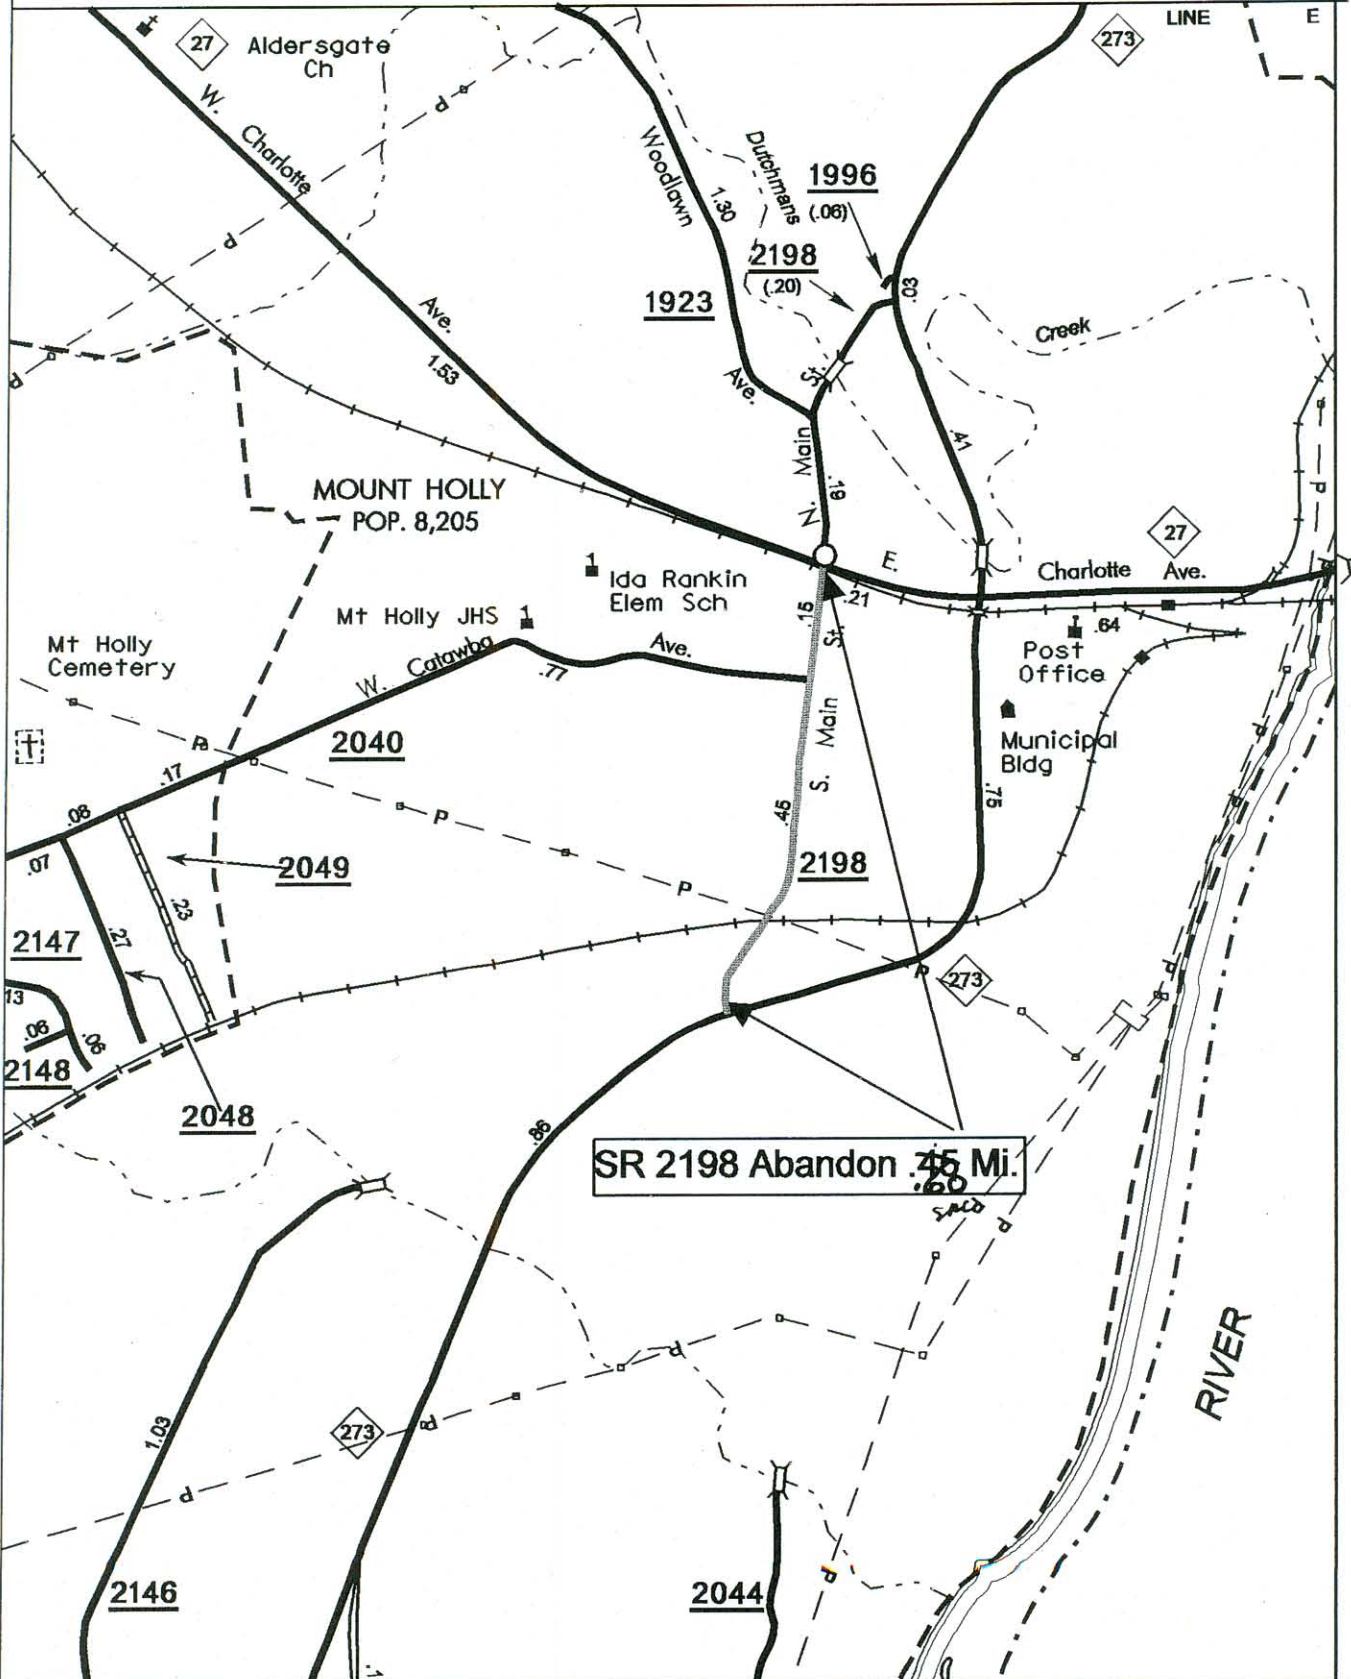 LINE
E
27
Aldersgate
Ch
273
W. Charlotte Ave.
1.53
Woodlawn Ave.
1.30
Dutchmans
Creek
1996
(.06)
2198
(.20)
.03
1923
.41
N. Main St.
.19
MOUNT HOLLY
POP. 8,205
27
E. Charlotte Ave.
.21
.64
Ida Rankin
Elem Sch
1
Mt Holly JHS
1
W. Catawba Ave.
.77
.15
S. Main St.
.45
Post
Office
Municipal
Bldg
.75
Mt Holly
Cemetery
2040
.17
.08
.07
2049
.23
.27
2198
2147
13
.06
.06
2148
2048
273
P
P
P
P
.86
SR 2198 Abandon .60 Mi.
RIVER
1.03
273
2146
2044
.1